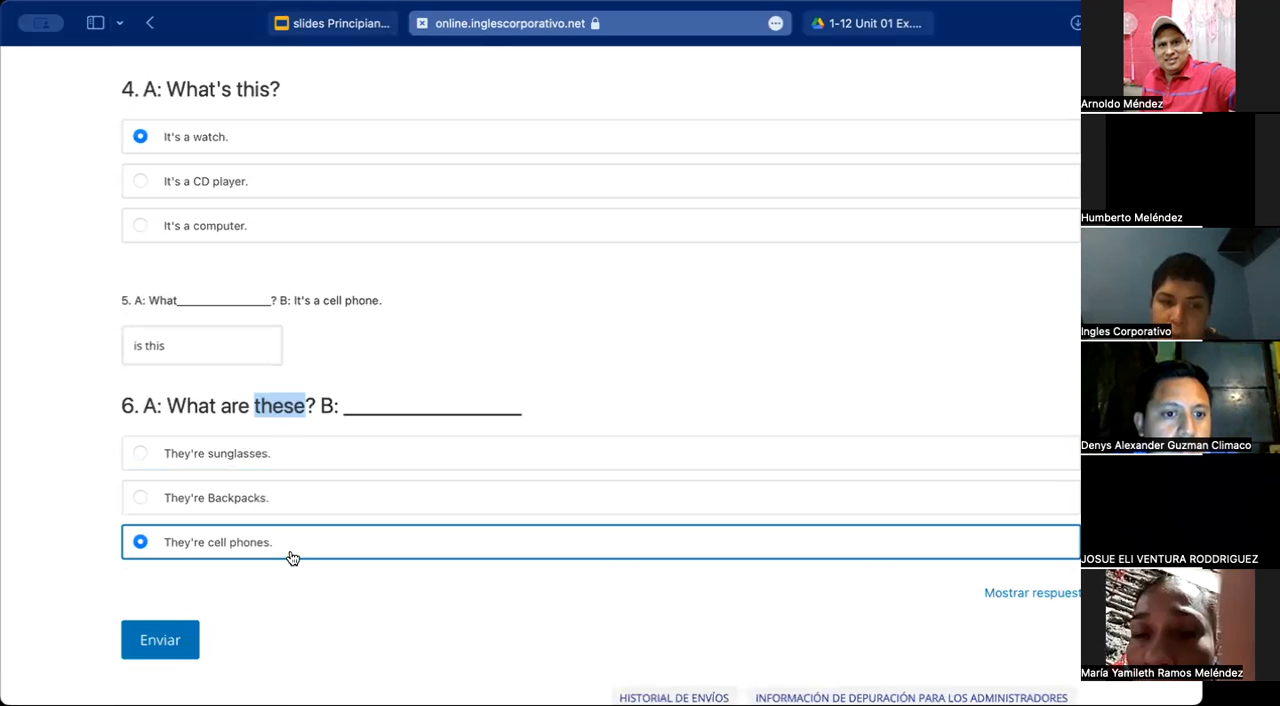 slides Principian...
online.inglescorporativo.net
1-12 Unit 01 Ex....
4. A: What's this?
It's a watch.
It's a CD player.
It's a computer.
5. A: What________________? B: It's a cell phone.
is this
6. A: What are these? B: ________________
They're sunglasses.
They're Backpacks.
They're cell phones.
Mostrar respuest
Enviar
HISTORIAL DE ENVÍOS
INFORMACIÓN DE DEPURACIÓN PARA LOS ADMINISTRADORES
Arnoldo Méndez
Humberto Meléndez
Ingles Corporativo
Denys Alexander Guzman Climaco
JOSUE ELI VENTURA RODDRIGUEZ
María Yamileth Ramos Meléndez